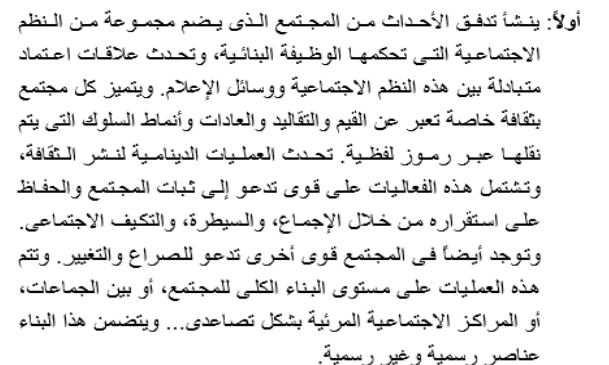 أولاً: ينشأ تدفق الأحداث من المجتمع الذى يضم مجموعة من النظم
الاجتماعية التى تحكمها الوظيفة البنائية، وتحدث علاقات اعتماد
متبادلة بين هذه النظم الاجتماعية ووسائل الإعلام. ويتميز كل مجتمع
بثقافة خاصة تعبر عن القيم والتقاليد والعادات وأنماط السلوك التى يتم
نقلها عبر رموز لفظية. تحدث العمليات الدينامية لنشر الثقافة،
وتشتمل هذه الفعاليات على قوى تدعو إلى ثبات المجتمع والحفاظ
على استقراره من خلال الإجماع، والسيطرة، والتكيف الاجتماعى.
وتوجد أيضاً فى المجتمع قوى أخرى تدعو للصراع والتغيير. وتتم
هذه العمليات على مستوى البناء الكلى للمجتمع، أو بين الجماعات،
أو المراكز الاجتماعية المرئية بشكل تصاعدى... ويتضمن هذا البناء
عناصر رسمية وغير رسمية.